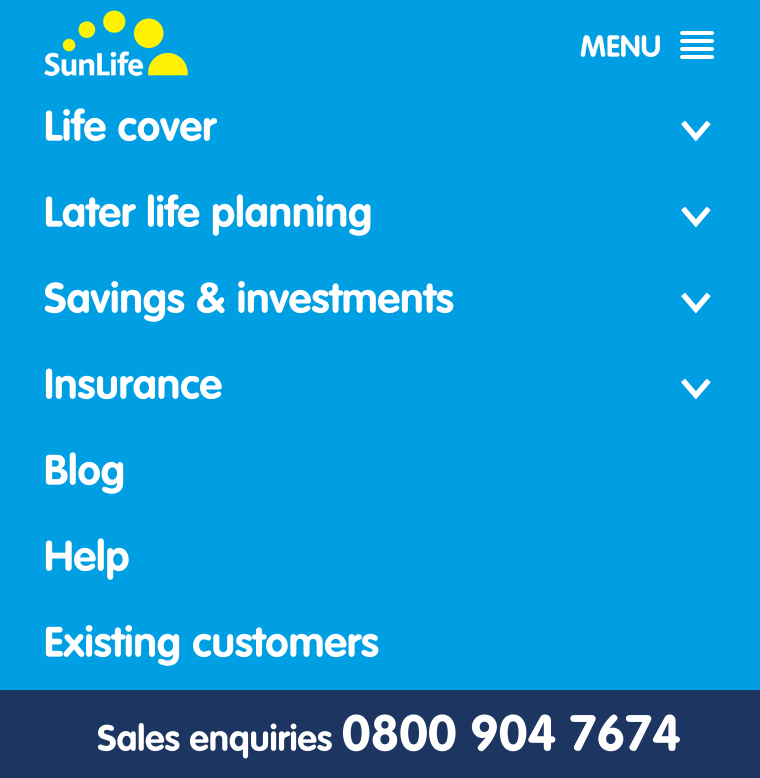 SunLife
MENU
Life cover
Later life planning
Savings & investments
Insurance
Blog
Help
Existing customers
Sales enquiries 0800 904 7674